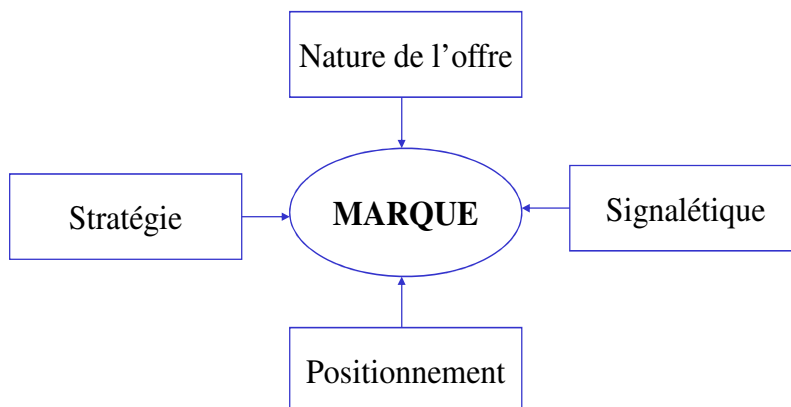 Nature de l’offre
Stratégie
MARQUE
Signalétique
Positionnement